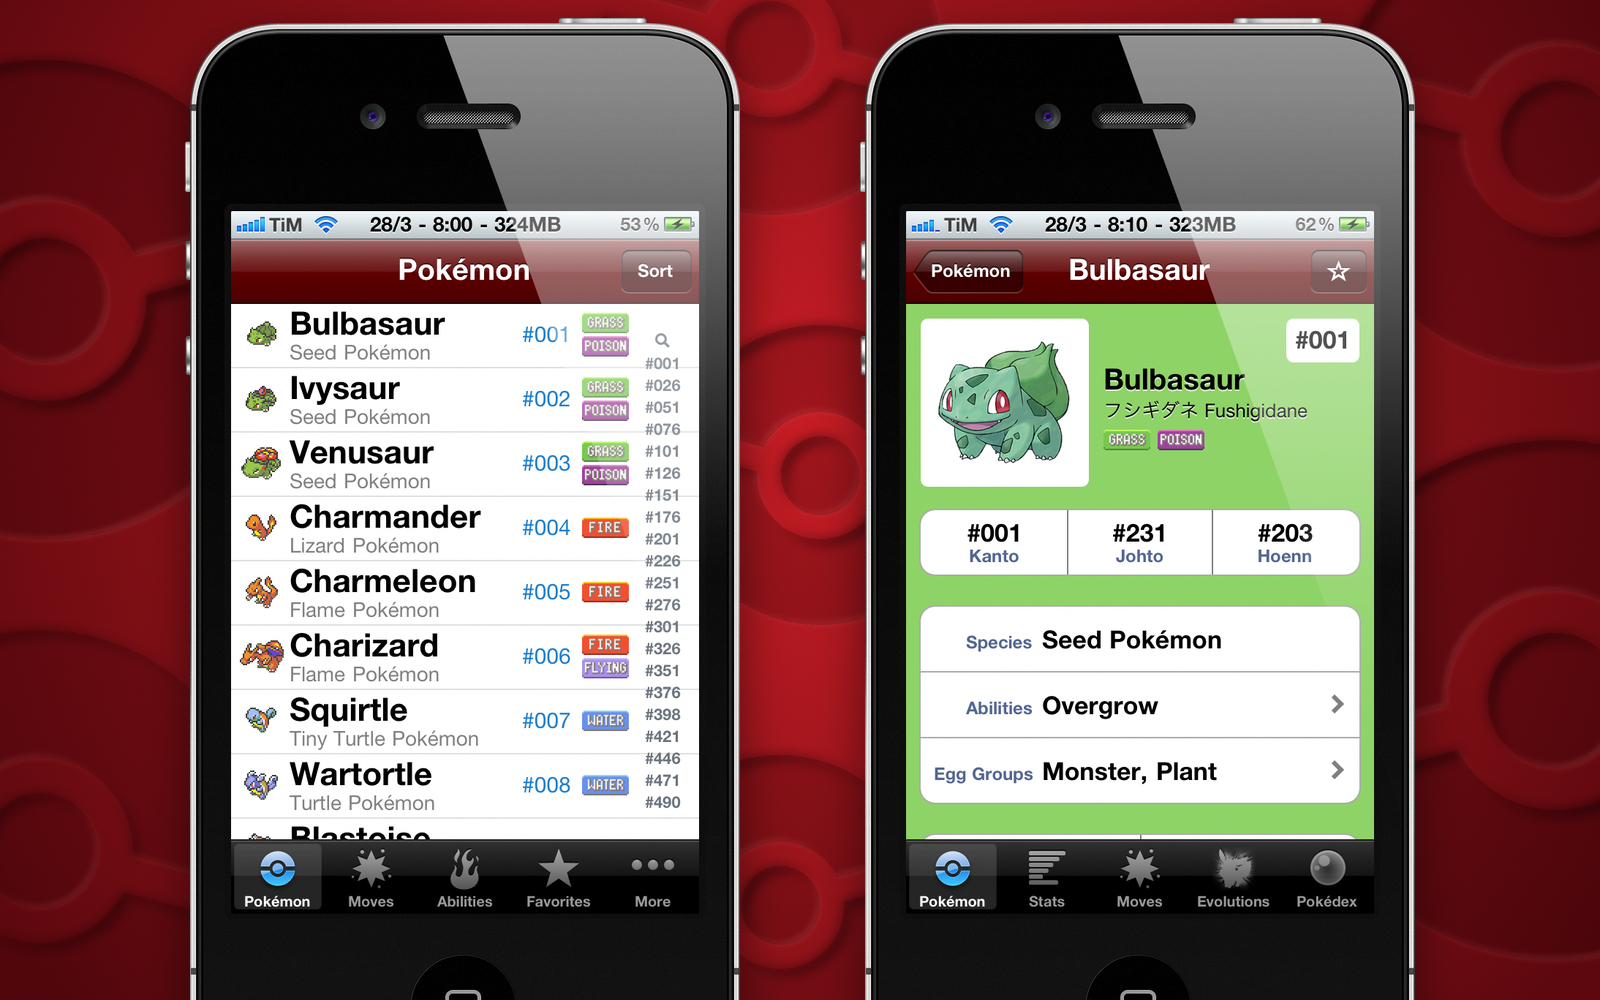 TiM 28/3 - 8:00 - 324MB 53%
Pokémon Sort
Bulbasaur #001 GRASS
Seed Pokémon POISON
Ivysaur #002 GRASS
Seed Pokémon POISON
Venusaur #003 GRASS
Seed Pokémon POISON
Charmander #004 FIRE
Lizard Pokémon
Charmeleon #005 FIRE
Flame Pokémon
Charizard #006 FIRE
Flame Pokémon FLYING
Squirtle #007 WATER
Tiny Turtle Pokémon
Wartortle #008 WATER
Turtle Pokémon
Blastoise
#001
#026
#051
#076
#101
#126
#151
#176
#201
#226
#251
#276
#301
#326
#351
#376
#398
#421
#446
#471
#490
Pokémon Moves Abilities Favorites More
TiM 28/3 - 8:10 - 323MB 62%
Pokémon Bulbasaur
#001
Bulbasaur
フシギダネ Fushigidane
GRASS POISON
#001 #231 #203
Kanto Johto Hoenn
Species Seed Pokémon
Abilities Overgrow
Egg Groups Monster, Plant
Pokémon Stats Moves Evolutions Pokédex